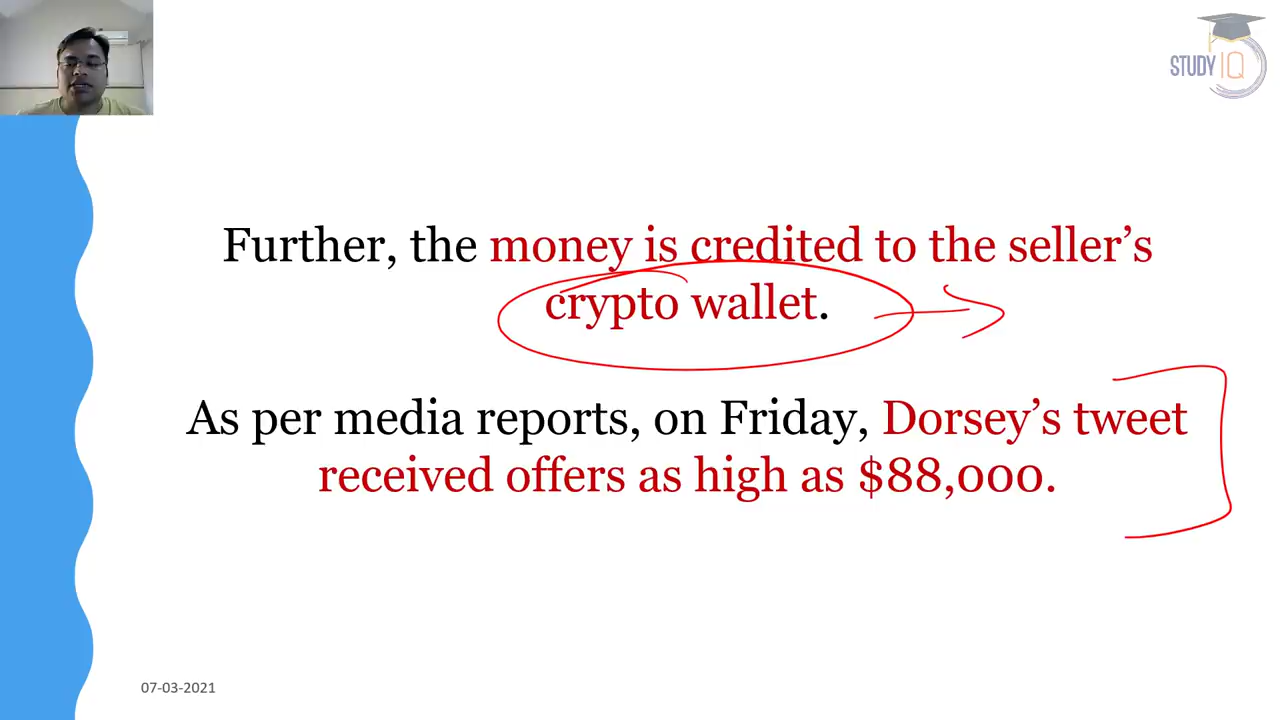 STUDY IQ
Further, the money is credited to the seller’s
crypto wallet.
As per media reports, on Friday, Dorsey’s tweet
received offers as high as $88,000.
07-03-2021